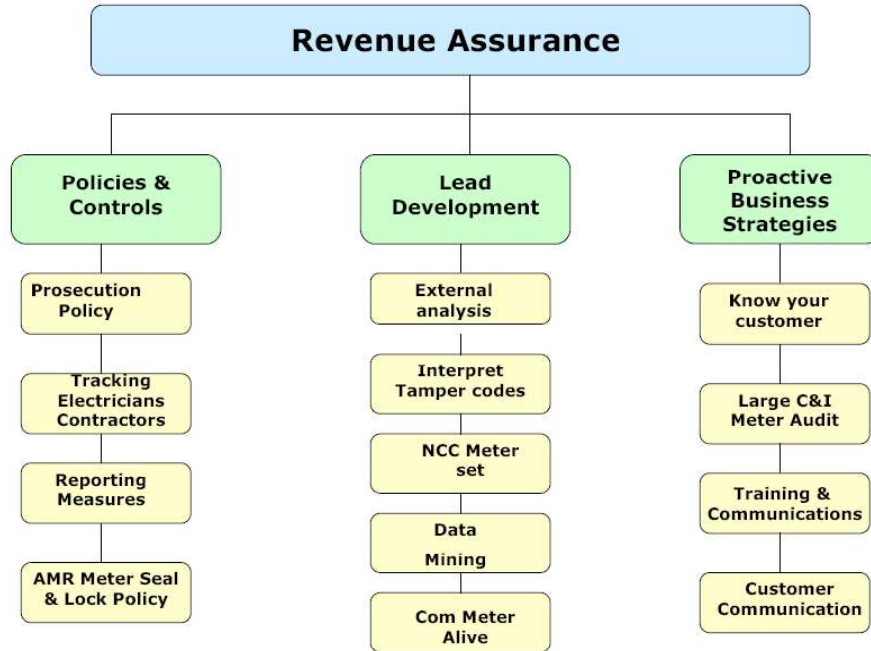 Revenue Assurance
Policies &
Controls
Prosecution
Policy
Tracking
Electricians
Contractors
Reporting
Measures
AMR Meter Seal
& Lock Policy
Lead
Development
External
analysis
Interpret
Tamper codes
NCC Meter
set
Data
Mining
Com Meter
Alive
Proactive
Business
Strategies
Know your
customer
Large C&I
Meter Audit
Training &
Communications
Customer
Communication